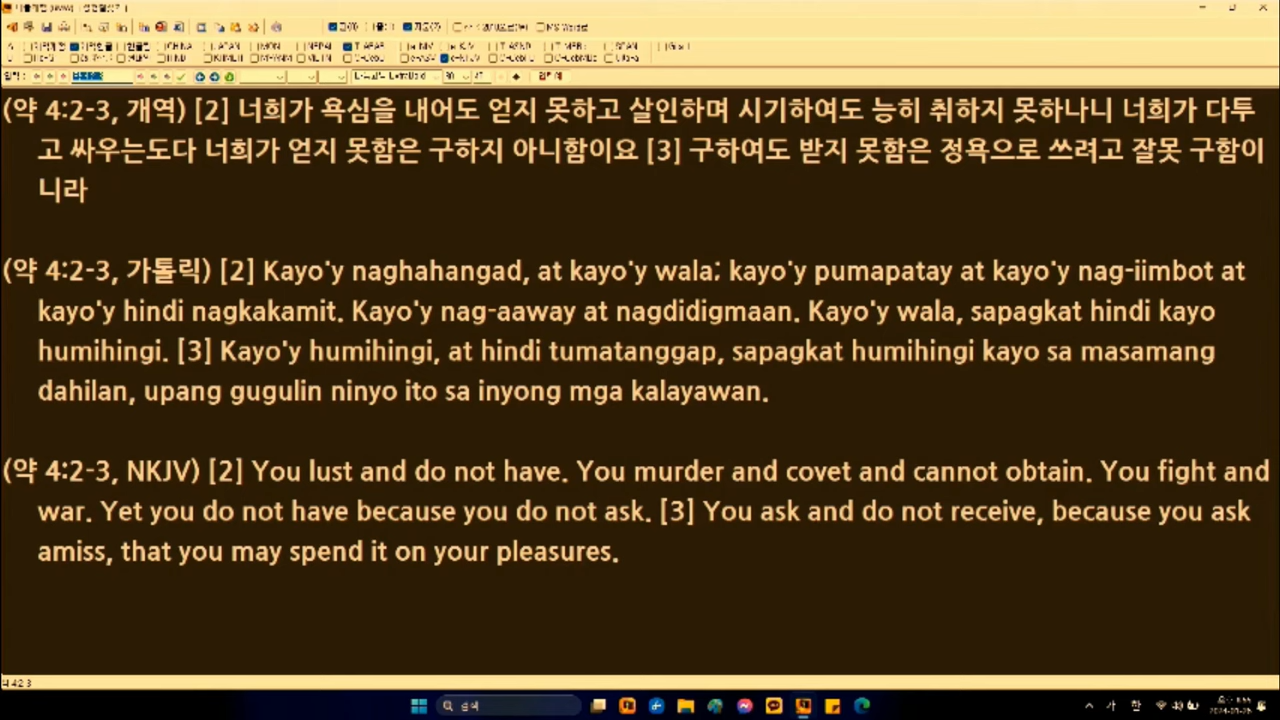 (약 4:2-3, 개역) [2] 너희가 욕심을 내어도 얻지 못하고 살인하며 시기하여도 능히 취하지 못하나니 너희가 다투
고 싸우는도다 너희가 얻지 못함은 구하지 아니함이요 [3] 구하여도 받지 못함은 정욕으로 쓰려고 잘못 구함이
니라
(약 4:2-3, 가톨릭) [2] Kayo'y naghahangad, at kayo'y wala; kayo'y pumapatay at kayo'y nag-iimbot at
kayo'y hindi nagkakamit. Kayo'y nag-aaway at nagdidigmaan. Kayo'y wala, sapagkat hindi kayo
humihingi. [3] Kayo'y humihingi, at hindi tumatanggap, sapagkat humihingi kayo sa masamang
dahilan, upang gugulin ninyo ito sa inyong mga kalayawan.
(약 4:2-3, NKJV) [2] You lust and do not have. You murder and covet and cannot obtain. You fight and
war. Yet you do not have because you do not ask. [3] You ask and do not receive, because you ask
amiss, that you may spend it on your pleasures.
검색